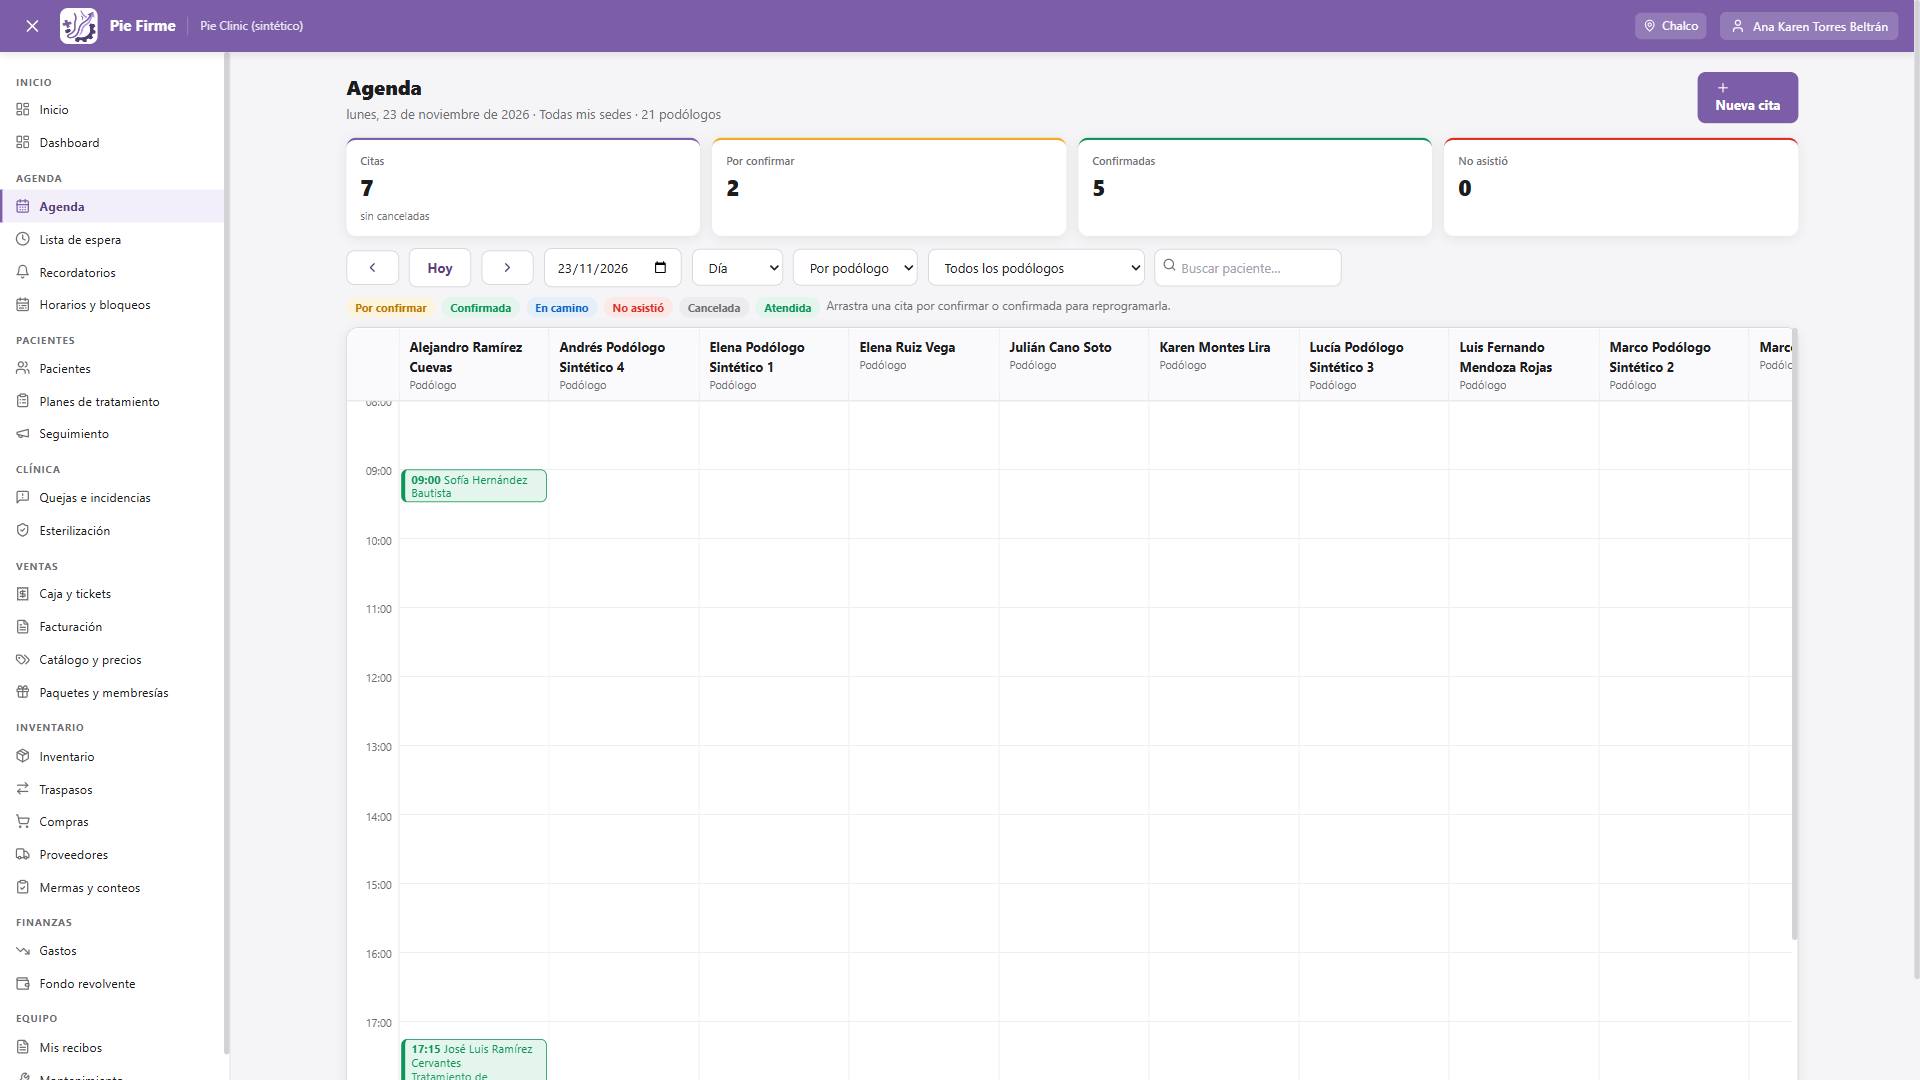 Pie Firme
Pie Clinic (sintético)
Chalco
Ana Karen Torres Beltrán
INICIO
Inicio
Dashboard
AGENDA
Agenda
Lista de espera
Recordatorios
Horarios y bloqueos
PACIENTES
Pacientes
Planes de tratamiento
Seguimiento
CLÍNICA
Quejas e incidencias
Esterilización
VENTAS
Caja y tickets
Facturación
Catálogo y precios
Paquetes y membresías
INVENTARIO
Inventario
Traspasos
Compras
Proveedores
Mermas y conteos
FINANZAS
Gastos
Fondo revolvente
EQUIPO
Mis recibos
Mantenimiento
Agenda
lunes, 23 de noviembre de 2026 · Todas mis sedes · 21 podólogos
+
Nueva cita
Citas
7
sin canceladas
Por confirmar
2
Confirmadas
5
No asistió
0
Hoy
23/11/2026
Día
Por podólogo
Todos los podólogos
Buscar paciente...
Por confirmar
Confirmada
En camino
No asistió
Cancelada
Atendida
Arrastra una cita por confirmar o confirmada para reprogramarla.
Alejandro Ramírez
Cuevas
Podólogo
Andrés Podólogo
Sintético 4
Podólogo
Elena Podólogo
Sintético 1
Podólogo
Elena Ruiz Vega
Podólogo
Julián Cano Soto
Podólogo
Karen Montes Lira
Podólogo
Lucía Podólogo
Sintético 3
Podólogo
Luis Fernando
Mendoza Rojas
Podólogo
Marco Podólogo
Sintético 2
Podólogo
08:00
09:00
09:00 Sofía Hernández
Bautista
10:00
11:00
12:00
13:00
14:00
15:00
16:00
17:00
17:15 José Luis Ramírez
Cervantes
Tratamiento de